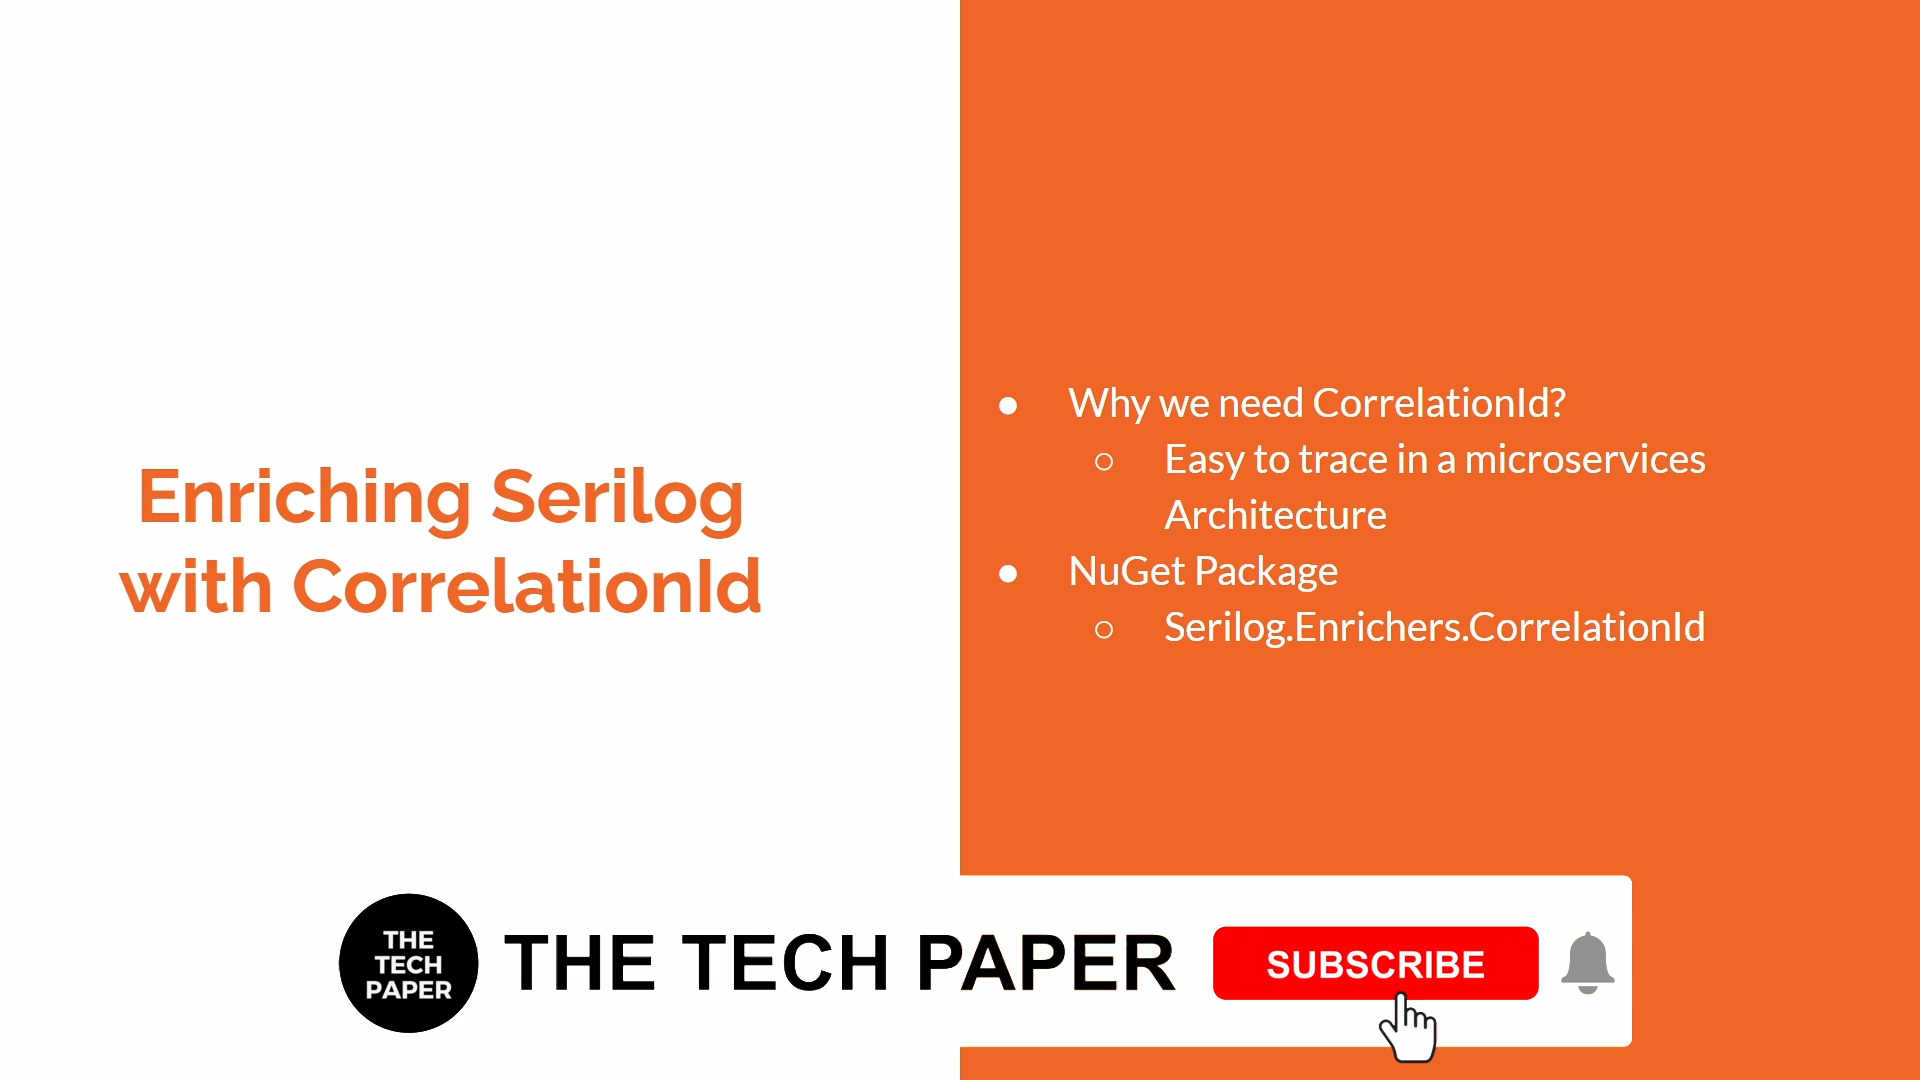 Enriching Serilog
with CorrelationId
● Why we need CorrelationId?
○ Easy to trace in a microservices
Architecture
● NuGet Package
○ Serilog.Enrichers.CorrelationId
THE
TECH
PAPER
THE TECH PAPER
SUBSCRIBE